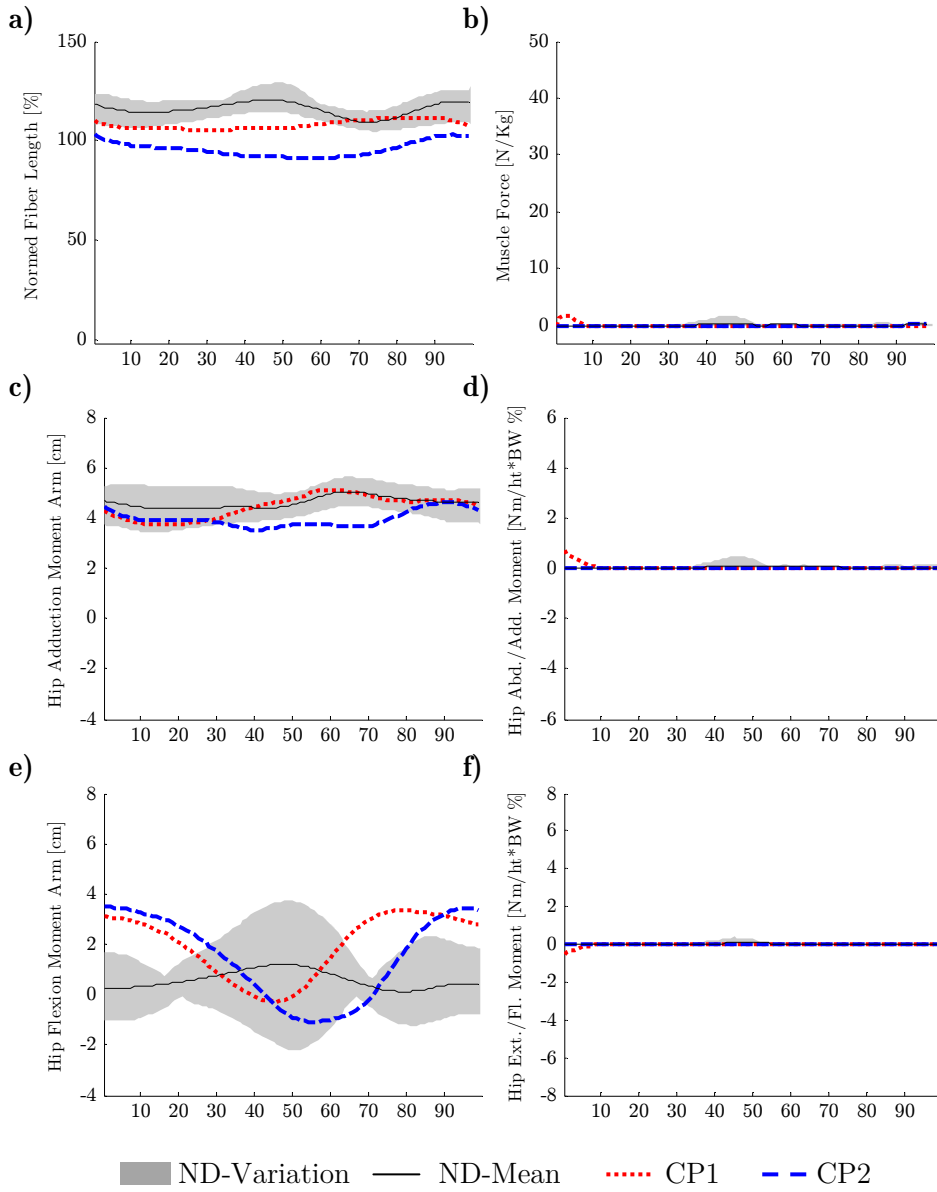 a)
b)
Normed Fiber Length [%]
150
100
50
0
10 20 30 40 50 60 70 80 90
Muscle Force [N/Kg]
50
40
30
20
10
0
10 20 30 40 50 60 70 80 90
c)
d)
Hip Adduction Moment Arm [cm]
8
6
4
2
0
-2
-4
10 20 30 40 50 60 70 80 90
Hip Abd./Add. Moment [Nm/ht*BW %]
6
4
2
0
-2
-4
-6
10 20 30 40 50 60 70 80 90
e)
f)
Hip Flexion Moment Arm [cm]
8
6
4
2
0
-2
-4
10 20 30 40 50 60 70 80 90
Hip Ext./Fl. Moment [Nm/ht*BW %]
8
6
4
2
0
-2
-4
-6
-8
10 20 30 40 50 60 70 80 90
ND-Variation ND-Mean CP1 CP2